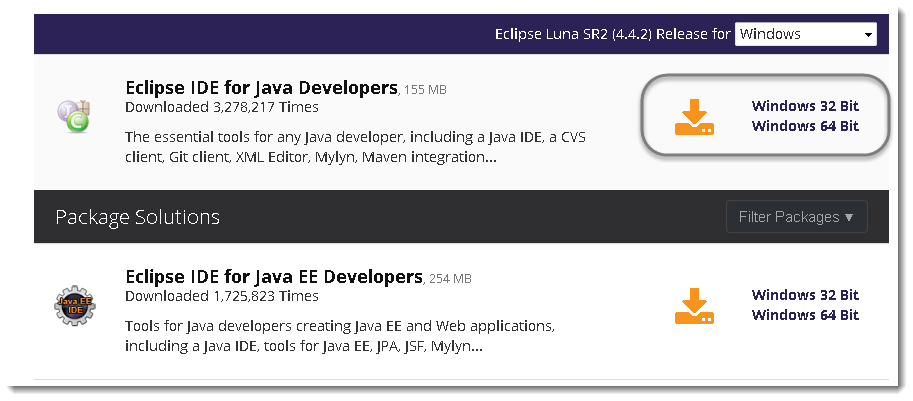 Eclipse Luna SR2 (4.4.2) Release for Windows
Eclipse IDE for Java Developers, 155 MB
Downloaded 3,278,217 Times
The essential tools for any Java developer, including a Java IDE, a CVS
client, Git client, XML Editor, Mylyn, Maven integration...
Windows 32 Bit
Windows 64 Bit
Package Solutions
Filter Packages ▼
Java EE
IDE
Eclipse IDE for Java EE Developers, 254 MB
Downloaded 1,725,823 Times
Tools for Java developers creating Java EE and Web applications,
including a Java IDE, tools for Java EE, JPA, JSF, Mylyn...
Windows 32 Bit
Windows 64 Bit